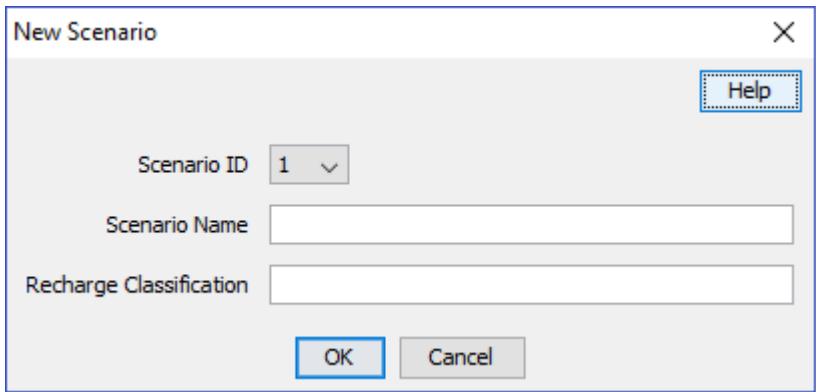 New Scenario
Help
Scenario ID 1
Scenario Name
Recharge Classification
OK Cancel